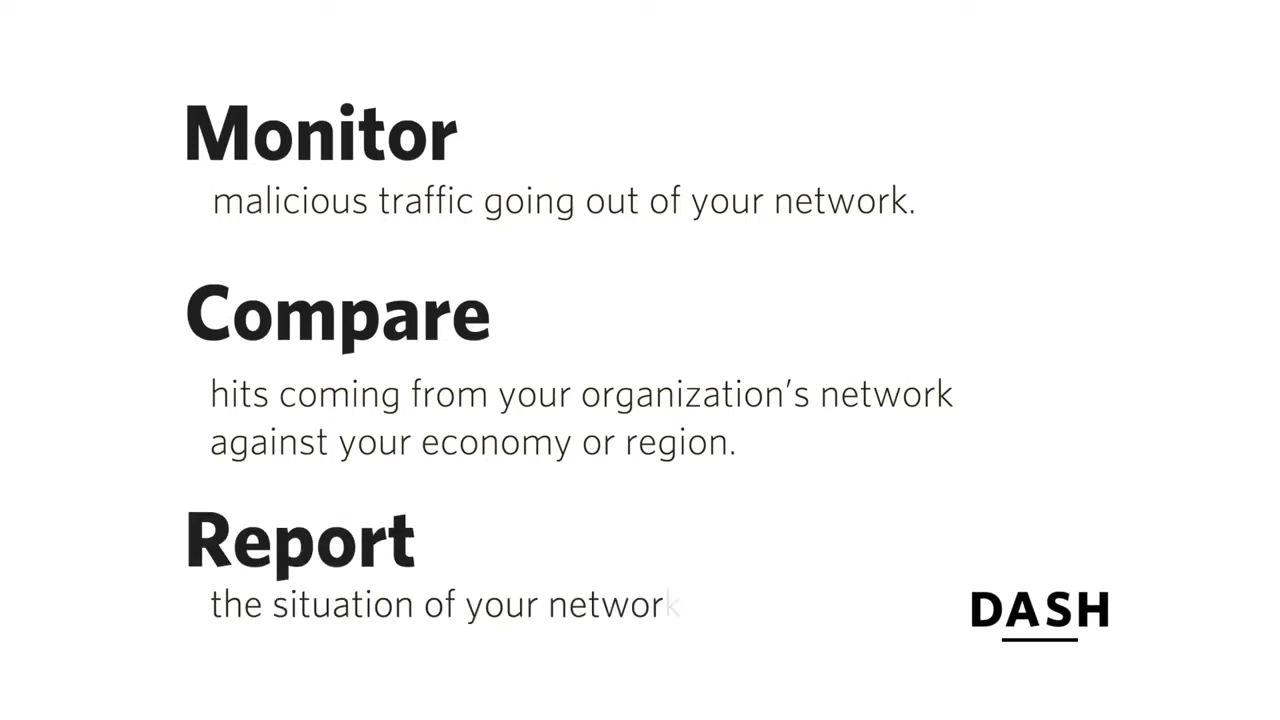 Monitor
malicious traffic going out of your network.
Compare
hits coming from your organization’s network
against your economy or region.
Report
the situation of your network
DASH